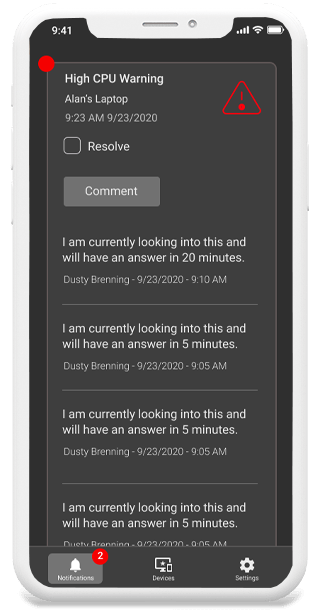 9:41
High CPU Warning
Alan's Laptop
9:23 AM 9/23/2020
Resolve
Comment
I am currently looking into this and
will have an answer in 20 minutes.
Dusty Brenning - 9/23/2020 - 9:10 AM
I am currently looking into this and
will have an answer in 5 minutes.
Dusty Brenning - 9/23/2020 - 9:05 AM
I am currently looking into this and
will have an answer in 5 minutes.
Dusty Brenning - 9/23/2020 - 9:05 AM
I am currently looking into this and
will have an answer in 5 minutes.
Dusty Brenning - 9/23/2020 - 9:05 AM
2
Notifications
Devices
Settings